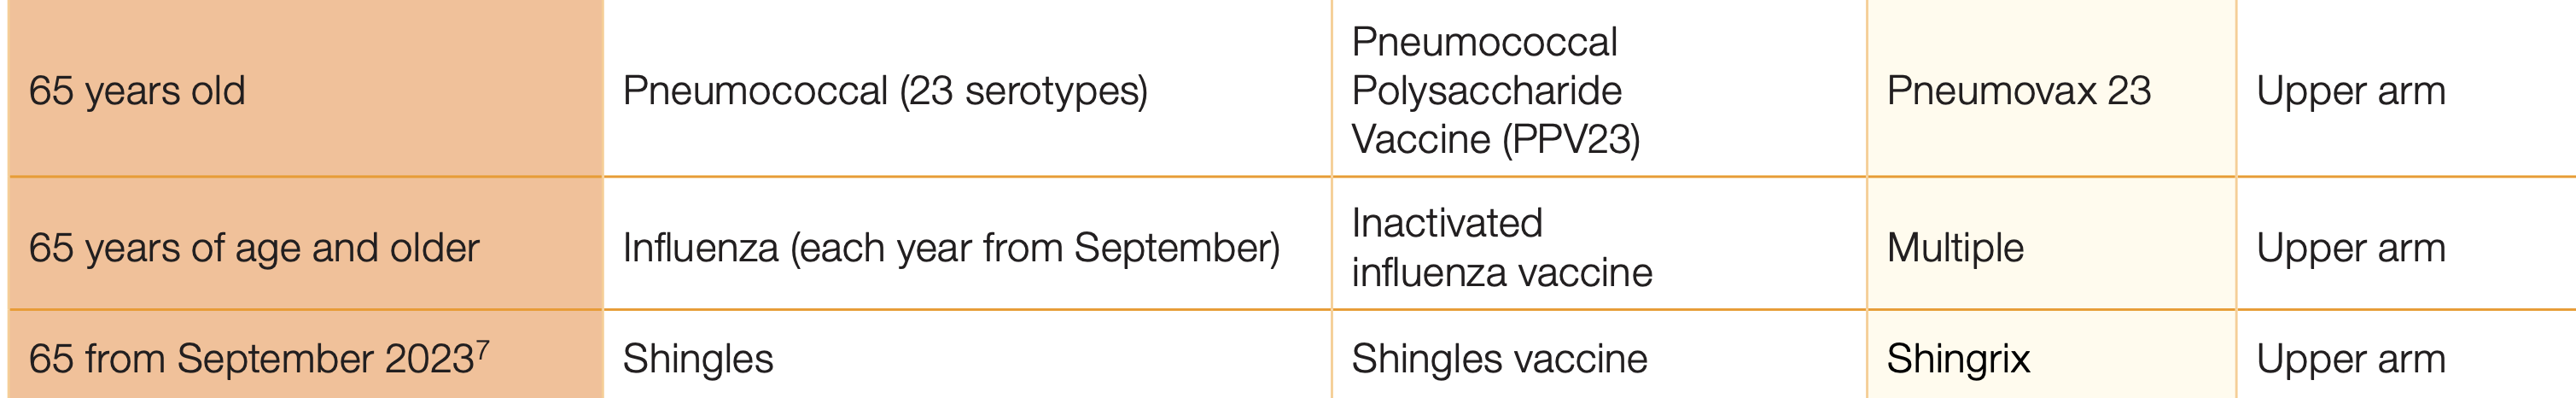 65 years old
Pneumococcal (23 serotypes)
Pneumococcal
Polysaccharide
Vaccine (PPV23)
Pneumovax 23
Upper arm
65 years of age and older
Influenza (each year from September)
Inactivated
influenza vaccine
Multiple
Upper arm
65 from September 2023⁷
Shingles
Shingles vaccine
Shingrix
Upper arm